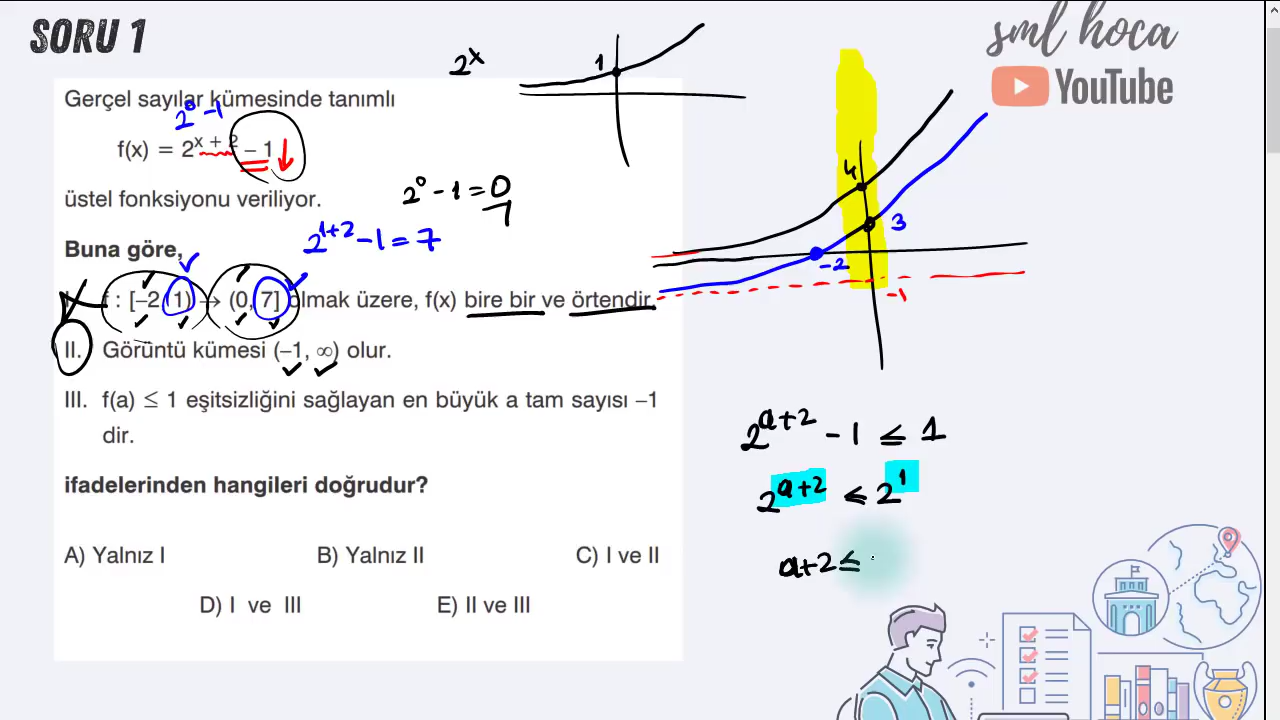 SORU 1
sml hoca
YouTube
2^x
1
Gerçel sayılar kümesinde tanımlı
2^0 -1
f(x) = 2^(x + 2) – 1
üstel fonksiyonu veriliyor.
2^0 -1 = 0
7
2^(1+2) -1 = 7
Buna göre,
I. f : [–2, 1) → (0, 7] olmak üzere, f(x) bire bir ve örtendir.
II. Görüntü kümesi (–1, ∞) olur.
III. f(a) ≤ 1 eşitsizliğini sağlayan en büyük a tam sayısı –1
dir.
ifadelerinden hangileri doğrudur?
A) Yalnız I
B) Yalnız II
C) I ve II
D) I ve III
E) II ve III
4
3
-2
-1
2^(a+2) - 1 ≤ 1
2^(a+2) ≤ 2^1
a+2 ≤